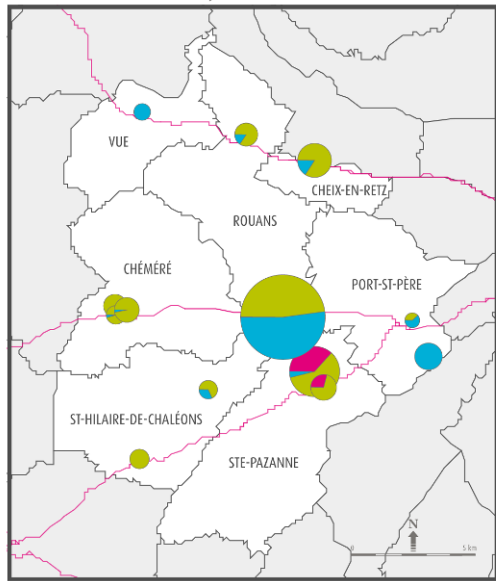 VUE
CHEIX-EN-RETZ
ROUANS
CHÉMÉRÉ
PORT-ST-PÈRE
ST-HILAIRE-DE-CHALÉONS
STE-PAZANNE
N
0 5 km